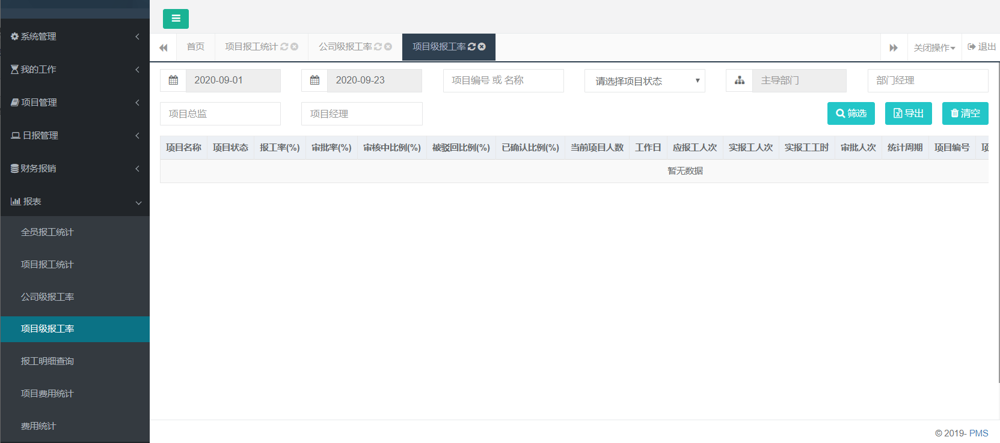 系统管理
我的工作
项目管理
日报管理
财务报销
报表
全员报工统计
项目报工统计
公司级报工率
项目级报工率
报工明细查询
项目费用统计
费用统计
首页 项目报工统计 公司级报工率 项目级报工率 关闭操作 退出
2020-09-01 2020-09-23 项目编号 或 名称 请选择项目状态 主导部门 部门经理
项目总监 项目经理 筛选 导出 清空
项目名称 项目状态 报工率(%) 审批率(%) 审核中比例(%) 被驳回比例(%) 已确认比例(%) 当前项目人数 工作日 应报工人次 实报工人次 实报工工时 审批人次 统计周期 项目编号
暂无数据
© 2019- PMS